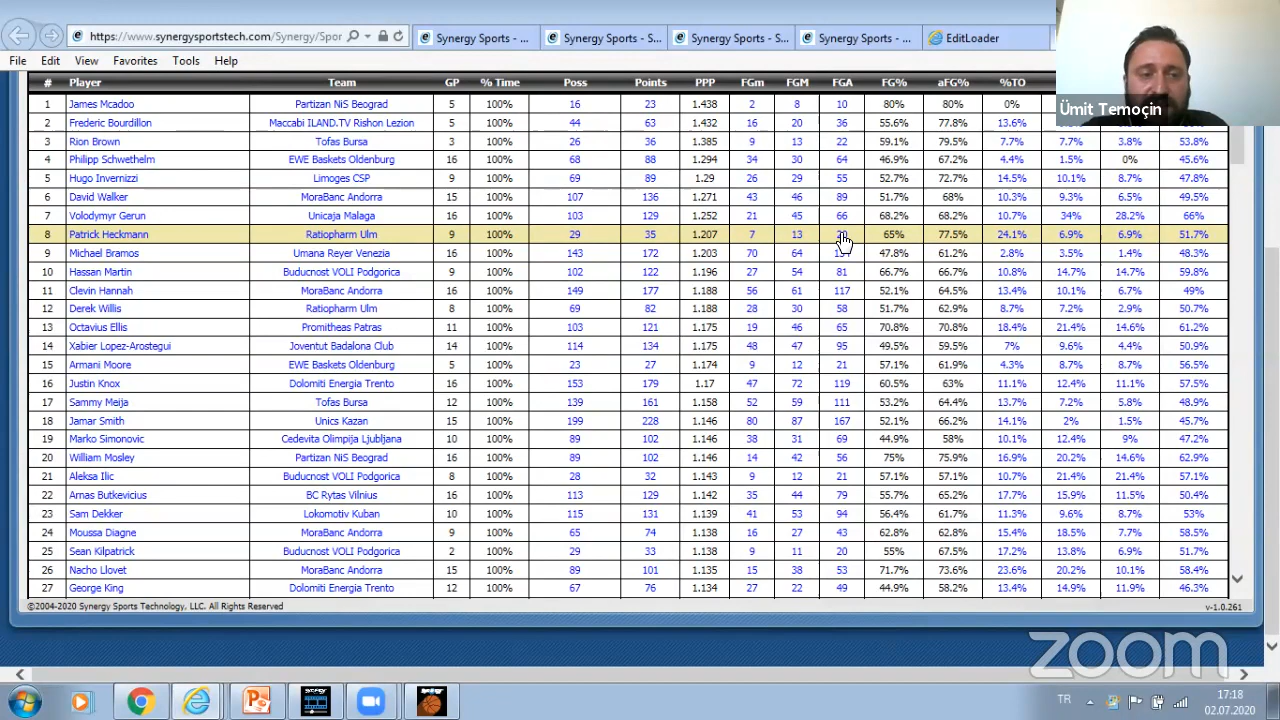 https://www.synergysportstech.com/Synergy/Spor
Synergy Sports - ...
Synergy Sports - S...
Synergy Sports - S...
Synergy Sports - ...
EditLoader
File Edit View Favorites Tools Help
Ümit Temoçin
# Player Team GP % Time Poss Points PPP FGm FGM FGA FG% aFG% %TO
1 James Mcadoo Partizan NiS Beograd 5 100% 16 23 1.438 2 8 10 80% 80% 0%
2 Frederic Bourdillon Maccabi ILAND.TV Rishon Lezion 5 100% 44 63 1.432 16 20 36 55.6% 77.8% 13.6%
3 Rion Brown Tofas Bursa 3 100% 26 36 1.385 9 13 22 59.1% 79.5% 7.7% 7.7% 3.8% 53.8%
4 Philipp Schwethelm EWE Baskets Oldenburg 16 100% 68 88 1.294 34 30 64 46.9% 67.2% 4.4% 1.5% 0% 45.6%
5 Hugo Invernizzi Limoges CSP 9 100% 69 89 1.29 26 29 55 52.7% 72.7% 14.5% 10.1% 8.7% 47.8%
6 David Walker MoraBanc Andorra 15 100% 107 136 1.271 43 46 89 51.7% 68% 10.3% 9.3% 6.5% 49.5%
7 Volodymyr Gerun Unicaja Malaga 16 100% 103 129 1.252 21 45 66 68.2% 68.2% 10.7% 34% 28.2% 66%
8 Patrick Heckmann Ratiopharm Ulm 9 100% 29 35 1.207 7 13 65% 77.5% 24.1% 6.9% 6.9% 51.7%
9 Michael Bramos Umana Reyer Venezia 16 100% 143 172 1.203 70 64 47.8% 61.2% 2.8% 3.5% 1.4% 48.3%
10 Hassan Martin Buducnost VOLI Podgorica 9 100% 102 122 1.196 27 54 81 66.7% 66.7% 10.8% 14.7% 14.7% 59.8%
11 Clevin Hannah MoraBanc Andorra 16 100% 149 177 1.188 56 61 117 52.1% 64.5% 13.4% 10.1% 6.7% 49%
12 Derek Willis Ratiopharm Ulm 8 100% 69 82 1.188 28 30 58 51.7% 62.9% 8.7% 7.2% 2.9% 50.7%
13 Octavius Ellis Promitheas Patras 11 100% 103 121 1.175 19 46 65 70.8% 70.8% 18.4% 21.4% 14.6% 61.2%
14 Xabier Lopez-Arostegui Joventut Badalona Club 14 100% 114 134 1.175 48 47 95 49.5% 59.5% 7% 9.6% 4.4% 50.9%
15 Armani Moore EWE Baskets Oldenburg 5 100% 23 27 1.174 9 12 21 57.1% 61.9% 4.3% 8.7% 8.7% 56.5%
16 Justin Knox Dolomiti Energia Trento 16 100% 153 179 1.17 47 72 119 60.5% 63% 11.1% 12.4% 11.1% 57.5%
17 Sammy Meija Tofas Bursa 12 100% 139 161 1.158 52 59 111 53.2% 64.4% 13.7% 7.2% 5.8% 48.9%
18 Jamar Smith Unics Kazan 15 100% 199 228 1.146 80 87 167 52.1% 66.2% 14.1% 2% 1.5% 45.7%
19 Marko Simonovic Cedevita Olimpija Ljubljana 10 100% 89 102 1.146 38 31 69 44.9% 58% 10.1% 12.4% 9% 47.2%
20 William Mosley Partizan NiS Beograd 16 100% 89 102 1.146 14 42 56 75% 75.9% 16.9% 20.2% 14.6% 62.9%
21 Aleksa Ilic Buducnost VOLI Podgorica 8 100% 28 32 1.143 9 12 21 57.1% 57.1% 10.7% 21.4% 21.4% 57.1%
22 Arnas Butkevicius BC Rytas Vilnius 16 100% 113 129 1.142 35 44 79 55.7% 65.2% 17.7% 15.9% 11.5% 50.4%
23 Sam Dekker Lokomotiv Kuban 10 100% 115 131 1.139 41 53 94 56.4% 61.7% 11.3% 9.6% 8.7% 53%
24 Moussa Diagne MoraBanc Andorra 9 100% 65 74 1.138 16 27 43 62.8% 62.8% 15.4% 18.5% 7.7% 58.5%
25 Sean Kilpatrick Buducnost VOLI Podgorica 2 100% 29 33 1.138 9 11 20 55% 67.5% 17.2% 13.8% 6.9% 51.7%
26 Nacho Llovet MoraBanc Andorra 15 100% 89 101 1.135 15 38 53 71.7% 73.6% 23.6% 20.2% 10.1% 58.4%
27 George King Dolomiti Energia Trento 12 100% 67 76 1.134 27 22 49 44.9% 58.2% 13.4% 14.9% 11.9% 46.3%
©2004-2020 Synergy Sports Technology, LLC. All Rights Reserved
v-1.0.261
zoom
TR
17:18
02.07.2020